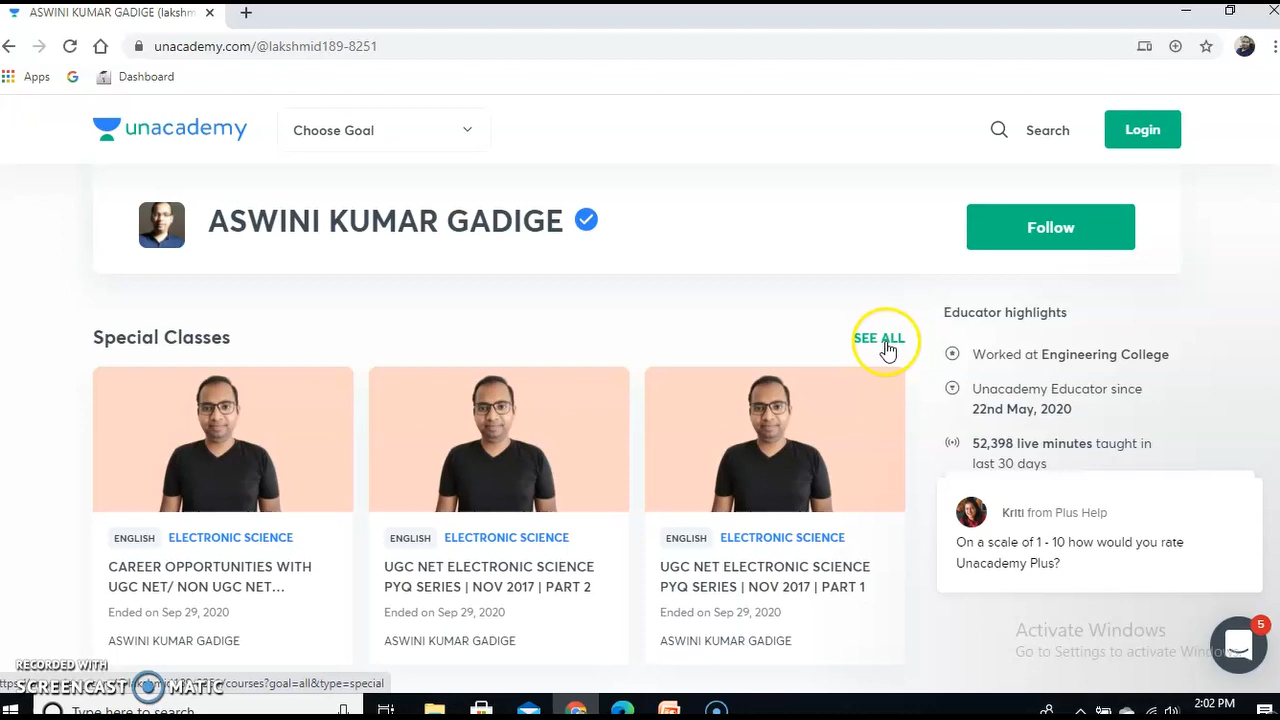 ASWINI KUMAR GADIGE (lakshm
unacademy.com/@lakshmid189-8251
Apps
Dashboard
unacademy
Choose Goal
Search
Login
ASWINI KUMAR GADIGE
Follow
Special Classes
SEE ALL
ENGLISH ELECTRONIC SCIENCE
CAREER OPPORTUNITIES WITH
UGC NET/ NON UGC NET...
Ended on Sep 29, 2020
ASWINI KUMAR GADIGE
ENGLISH ELECTRONIC SCIENCE
UGC NET ELECTRONIC SCIENCE
PYQ SERIES | NOV 2017 | PART 2
Ended on Sep 29, 2020
ASWINI KUMAR GADIGE
ENGLISH ELECTRONIC SCIENCE
UGC NET ELECTRONIC SCIENCE
PYQ SERIES | NOV 2017 | PART 1
Ended on Sep 29, 2020
ASWINI KUMAR GADIGE
Educator highlights
Worked at Engineering College
Unacademy Educator since
22nd May, 2020
52,398 live minutes taught in
last 30 days
Kriti from Plus Help
On a scale of 1 - 10 how would you rate
Unacademy Plus?
Activate Windows
Go to Settings to activate Windows.
5
RECORDED WITH
SCREENCAST MATIC
/courses?goal=all&type=special
Type here to search
2:02 PM